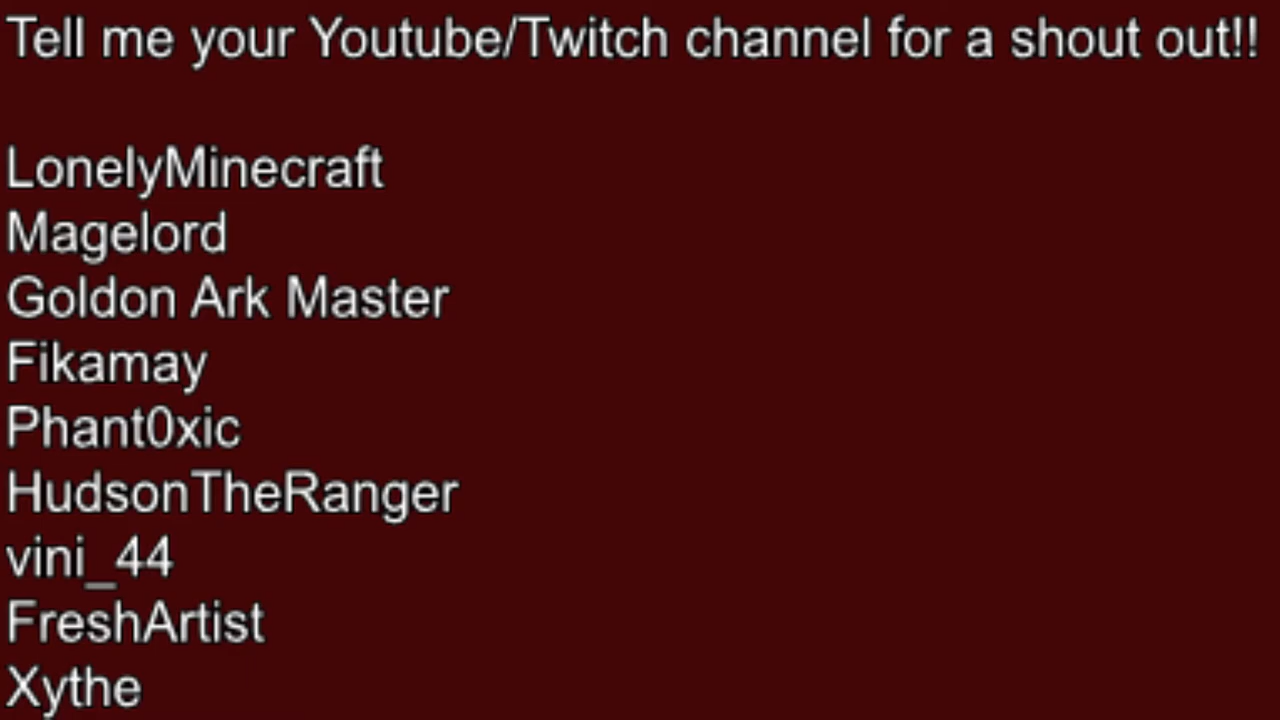 Tell me your Youtube/Twitch channel for a shout out!!
LonelyMinecraft
Magelord
Goldon Ark Master
Fikamay
Phant0xic
HudsonTheRanger
vini_44
FreshArtist
Xythe